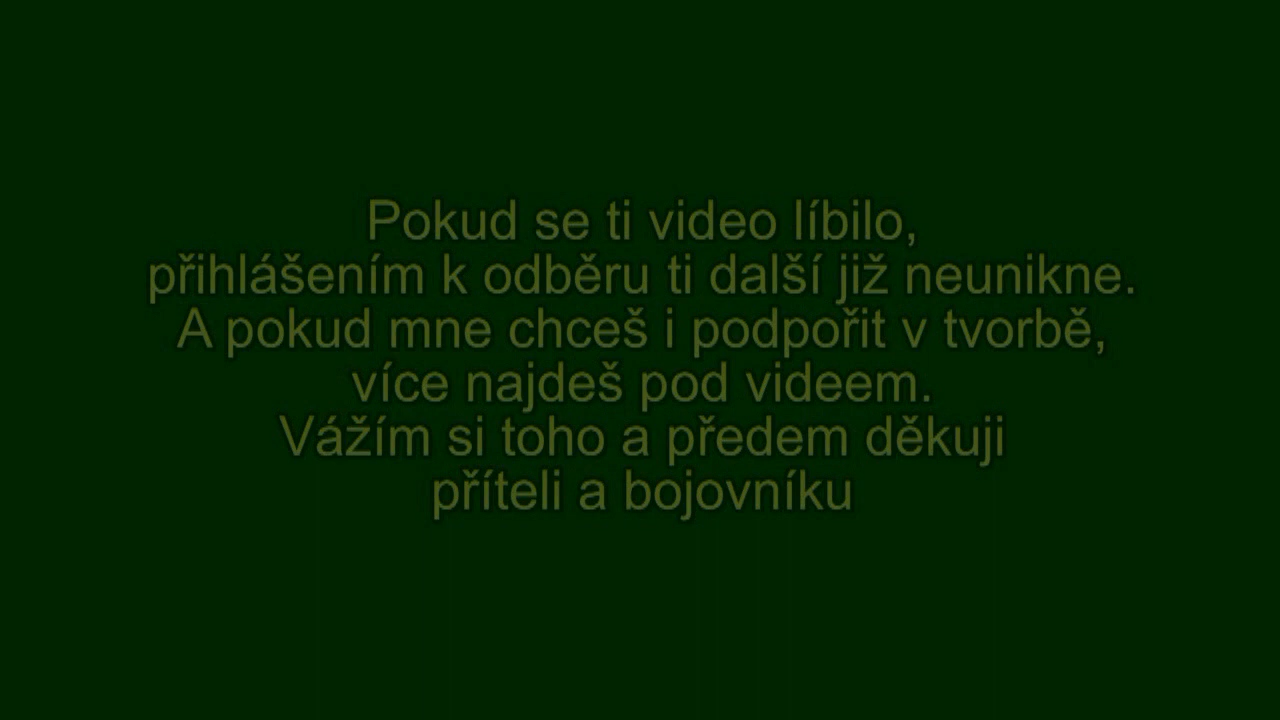 Pokud se ti video líbilo,
přihlášením k odběru ti další již neunikne.
A pokud mne chceš i podpořit v tvorbě,
více najdeš pod videem.
Vážím si toho a předem děkuji
příteli a bojovníku